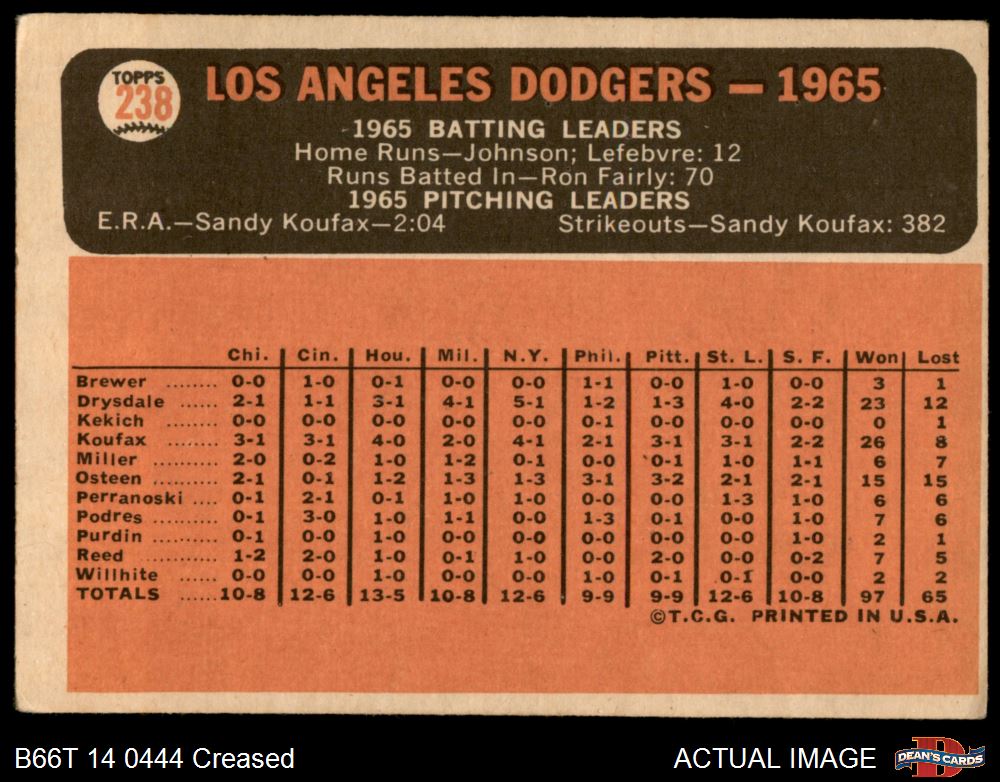 TOPPS
238
LOS ANGELES DODGERS — 1965
1965 BATTING LEADERS
Home Runs—Johnson; Lefebvre: 12
Runs Batted In—Ron Fairly: 70
1965 PITCHING LEADERS
E.R.A.—Sandy Koufax—2:04 Strikeouts—Sandy Koufax: 382
Chi. Cin. Hou. Mil. N.Y. Phil. Pitt. St. L. S. F. Won Lost
Brewer ........ 0-0 1-0 0-1 0-0 0-0 1-1 0-0 1-0 0-0 3 1
Drysdale ...... 2-1 1-1 3-1 4-1 5-1 1-2 1-3 4-0 2-2 23 12
Kekich ......... 0-0 0-0 0-0 0-0 0-0 0-1 0-0 0-0 0-0 0 1
Koufax ......... 3-1 3-1 4-0 2-0 4-1 2-1 3-1 3-1 2-2 26 8
Miller .......... 2-0 0-2 1-0 1-2 0-1 0-0 0-1 1-0 1-1 6 7
Osteen ......... 2-1 0-1 1-2 1-3 1-3 3-1 3-2 2-1 2-1 15 15
Perranoski .... 0-1 2-1 0-1 1-0 1-0 0-0 0-0 1-3 1-0 6 6
Podres .......... 0-1 3-0 1-0 1-1 0-0 1-3 0-1 0-0 1-0 7 6
Purdin .......... 0-1 0-0 1-0 0-0 0-0 0-0 0-0 0-0 1-0 2 1
Reed ............ 1-2 2-0 1-0 0-1 1-0 0-0 2-0 0-0 0-2 7 5
Willhite ...... 0-0 0-0 1-0 0-0 0-0 1-0 0-1 0-1 0-0 2 2
TOTALS ...... 10-8 12-6 13-5 10-8 12-6 9-9 9-9 12-6 10-8 97 65
©T.C.G. PRINTED IN U.S.A.
B66T 14 0444 Creased ACTUAL IMAGE
D
DEAN'S CARDS